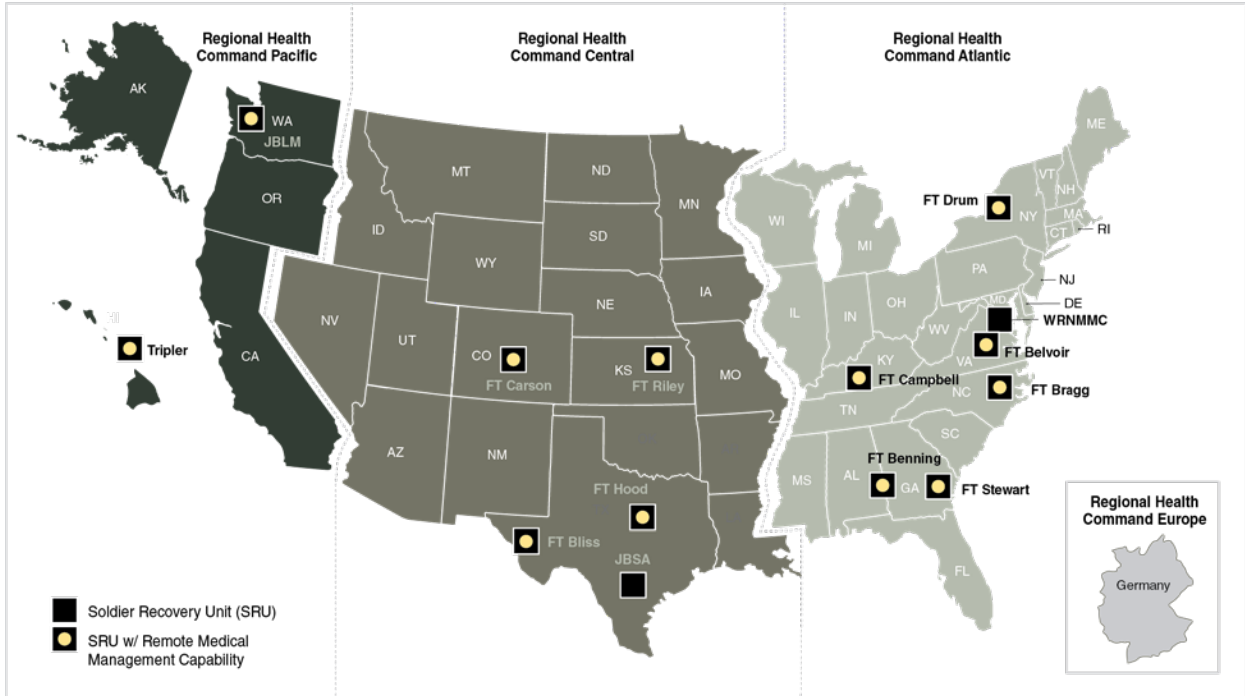 Regional Health
Command Pacific
Regional Health
Command Central
Regional Health
Command Atlantic
AK
WA
JBLM
OR
CA
HI
Tripler
MT
ND
MN
ID
SD
WY
NE
IA
NV
UT
CO
FT Carson
KS
FT Riley
MO
AZ
NM
FT Hood
FT Bliss
JBSA
ME
VT
NH
FT Drum
NY
MA
CT
RI
WI
MI
PA
NJ
IL
IN
OH
MD
DE
WRNMMC
WV
VA
FT Belvoir
KY
FT Campbell
NC
FT Bragg
TN
SC
FT Benning
MS
AL
GA
FT Stewart
FL
Regional Health
Command Europe
Germany
Soldier Recovery Unit (SRU)
SRU w/ Remote Medical
Management Capability